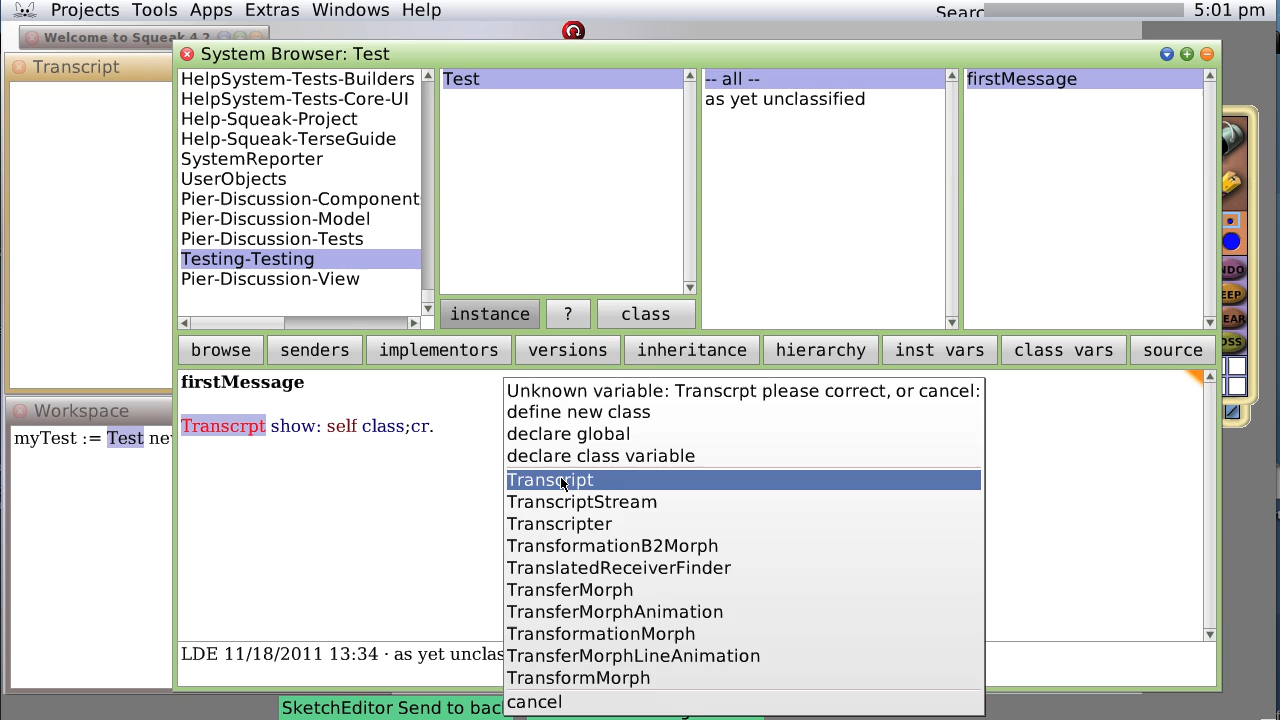 Projects Tools Apps Extras Windows Help
5:01 pm
Welcome to Squeak 4.2
System Browser: Test
Transcript
HelpSystem-Tests-Builders
HelpSystem-Tests-Core-UI
Help-Squeak-Project
Help-Squeak-TerseGuide
SystemReporter
UserObjects
Pier-Discussion-Component
Pier-Discussion-Model
Pier-Discussion-Tests
Testing-Testing
Pier-Discussion-View
Test
-- all --
as yet unclassified
firstMessage
instance ? class
browse senders implementors versions inheritance hierarchy inst vars class vars source
firstMessage
Transcrpt show: self class;cr.
Workspace
myTest := Test
Unknown variable: Transcrpt please correct, or cancel:
define new class
declare global
declare class variable
Transcript
TranscriptStream
Transcripter
TransformationB2Morph
TranslatedReceiverFinder
TransferMorph
TransferMorphAnimation
TransformationMorph
TransferMorphLineAnimation
TransformMorph
cancel
LDE 11/18/2011 13:34 · as yet unclas
SketchEditor Send to bac